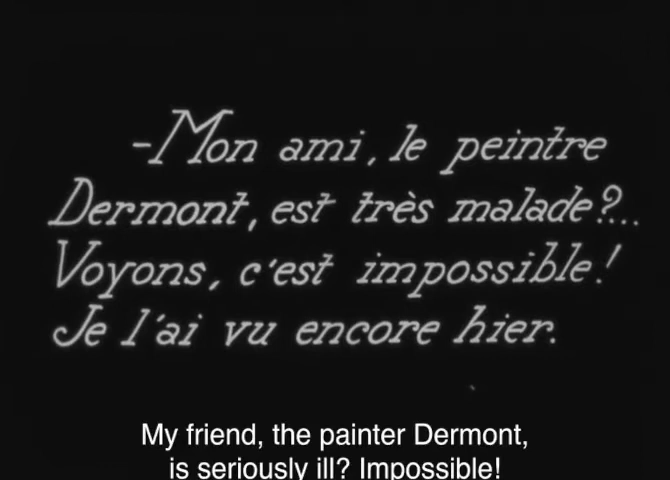 -Mon ami, le peintre
Dermont, est très malade?...
Voyons, c'est impossible!
Je l'ai vu encore hier.
My friend, the painter Dermont,
is seriously ill? Impossible!